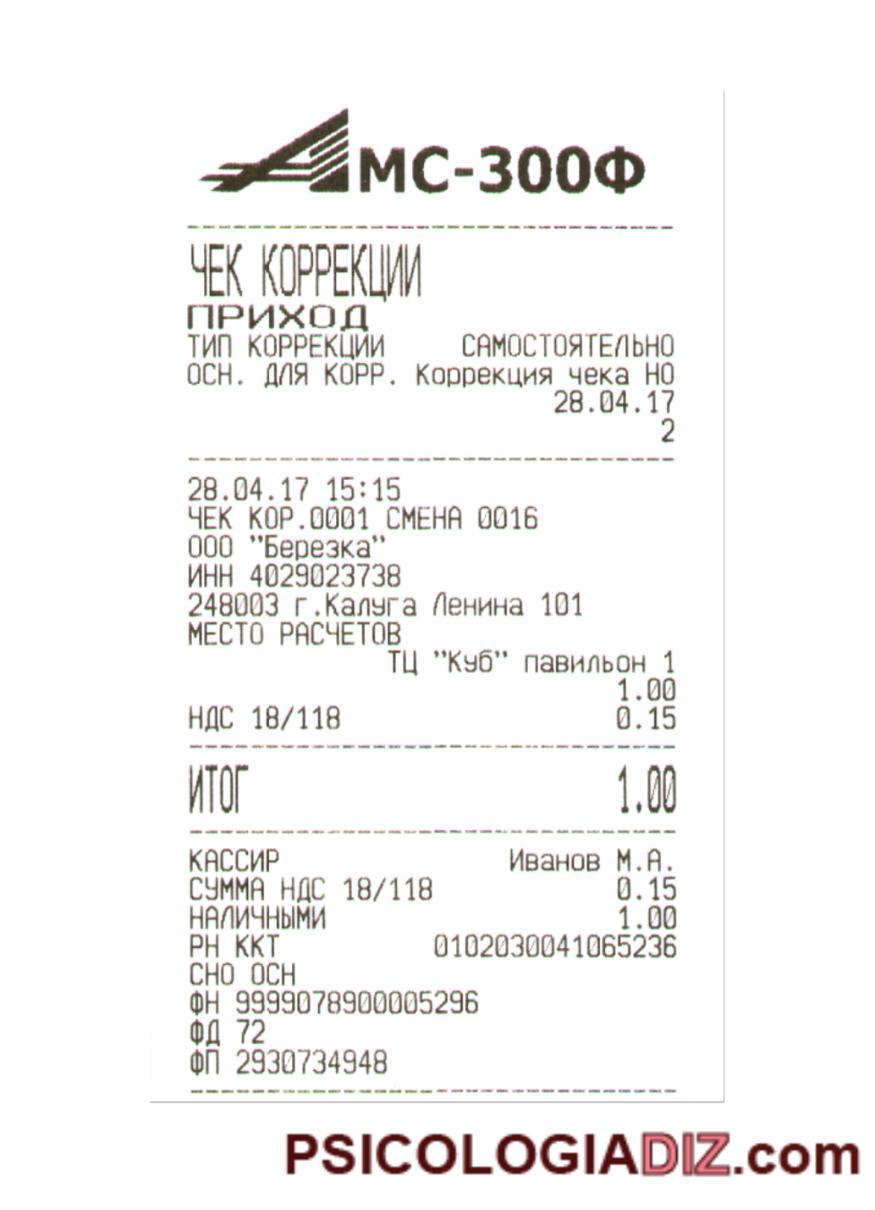 АМС-300Ф
ЧЕК КОРРЕКЦИИ
ПРИХОД
ТИП КОРРЕКЦИИ САМОСТОЯТЕЛЬНО
ОСН. ДЛЯ КОРР. Коррекция чека НО
28.04.17
2
28.04.17 15:15
ЧЕК КОР.0001 СМЕНА 0016
ООО "Березка"
ИНН 4029023738
248003 г.Калуга Ленина 101
МЕСТО РАСЧЕТОВ
ТЦ "Куб" павильон 1
1.00
НДС 18/118 0.15
ИТОГ 1.00
КАССИР Иванов М.А.
СУММА НДС 18/118 0.15
НАЛИЧНЫМИ 1.00
РН ККТ 0102030041065236
СНО ОСН
ФН 9999078900005296
ФД 72
ФП 2930734948
PSICOLOGIADIZ.com